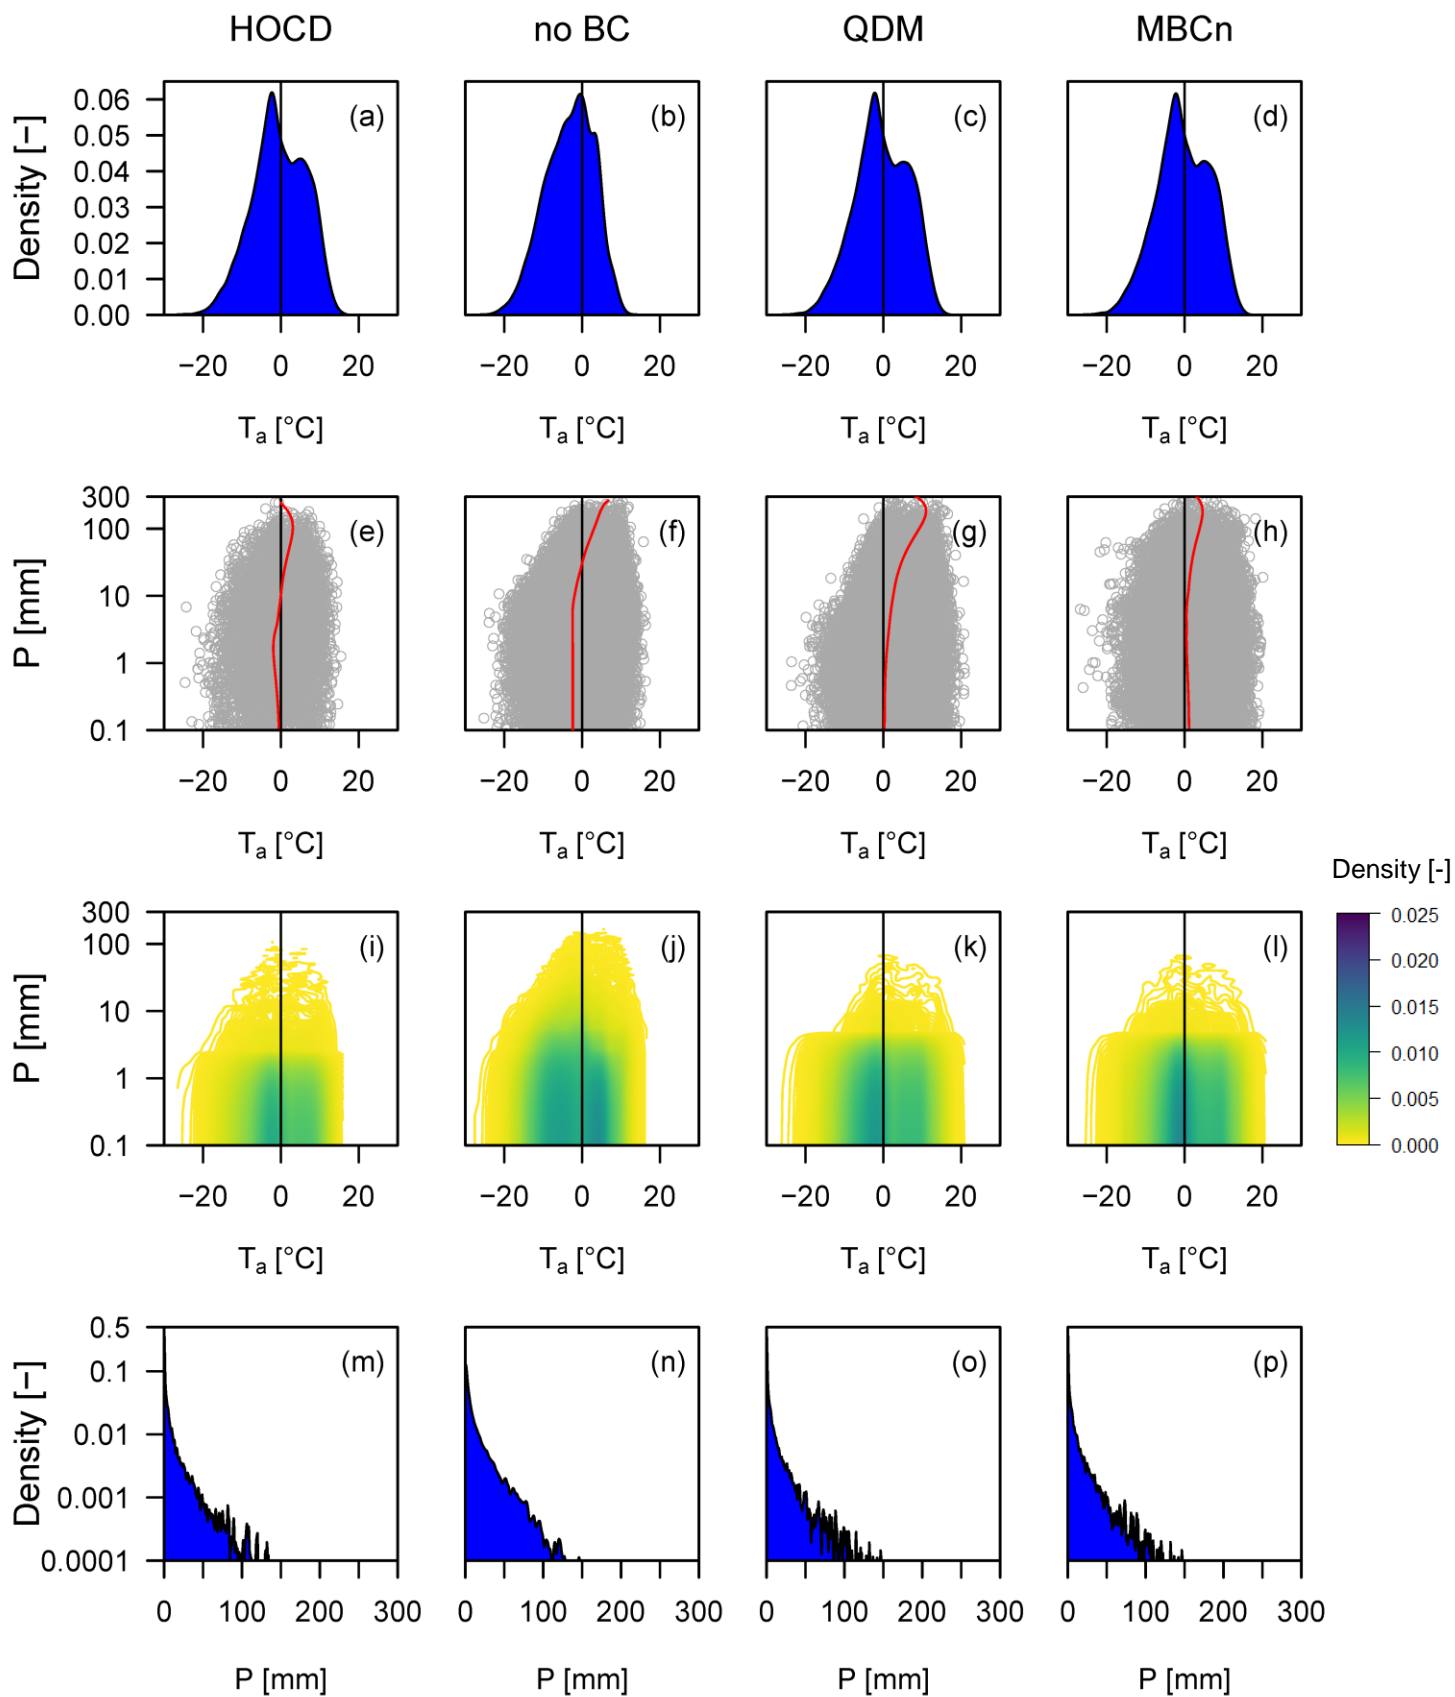 HOCD no BC QDM MBCn
Density [−]
0.06
0.05
0.04
0.03
0.02
0.01
0.00
(a) (b) (c) (d)
−20 0 20 −20 0 20 −20 0 20 −20 0 20
Ta [°C] Ta [°C] Ta [°C] Ta [°C]
P [mm]
300
100
10
1
0.1
(e) (f) (g) (h)
−20 0 20 −20 0 20 −20 0 20 −20 0 20
Ta [°C] Ta [°C] Ta [°C] Ta [°C]
P [mm]
300
100
10
1
0.1
(i) (j) (k) (l)
Density [-]
0.025
0.020
0.015
0.010
0.005
0.000
−20 0 20 −20 0 20 −20 0 20 −20 0 20
Ta [°C] Ta [°C] Ta [°C] Ta [°C]
Density [−]
0.5
0.1
0.01
0.001
0.0001
(m) (n) (o) (p)
0 100 200 300 0 100 200 300 0 100 200 300 0 100 200 300
P [mm] P [mm] P [mm] P [mm]